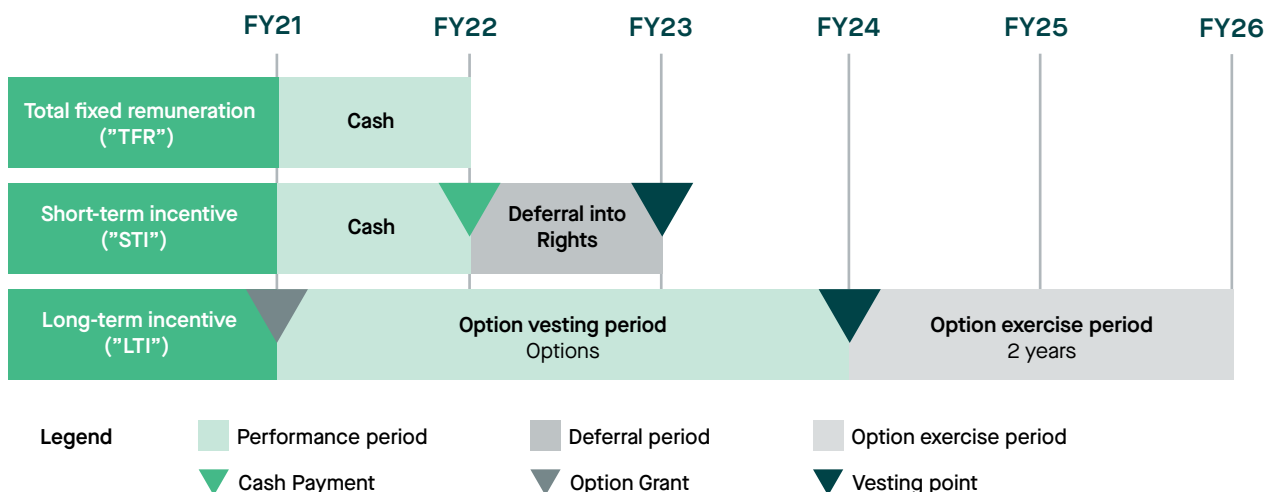 FY21 FY22 FY23 FY24 FY25 FY26
Total fixed remuneration
("TFR")
Cash
Short-term incentive
("STI")
Cash
Deferral into
Rights
Long-term incentive
("LTI")
Option vesting period
Options
Option exercise period
2 years
Legend
Performance period
Deferral period
Option exercise period
Cash Payment
Option Grant
Vesting point